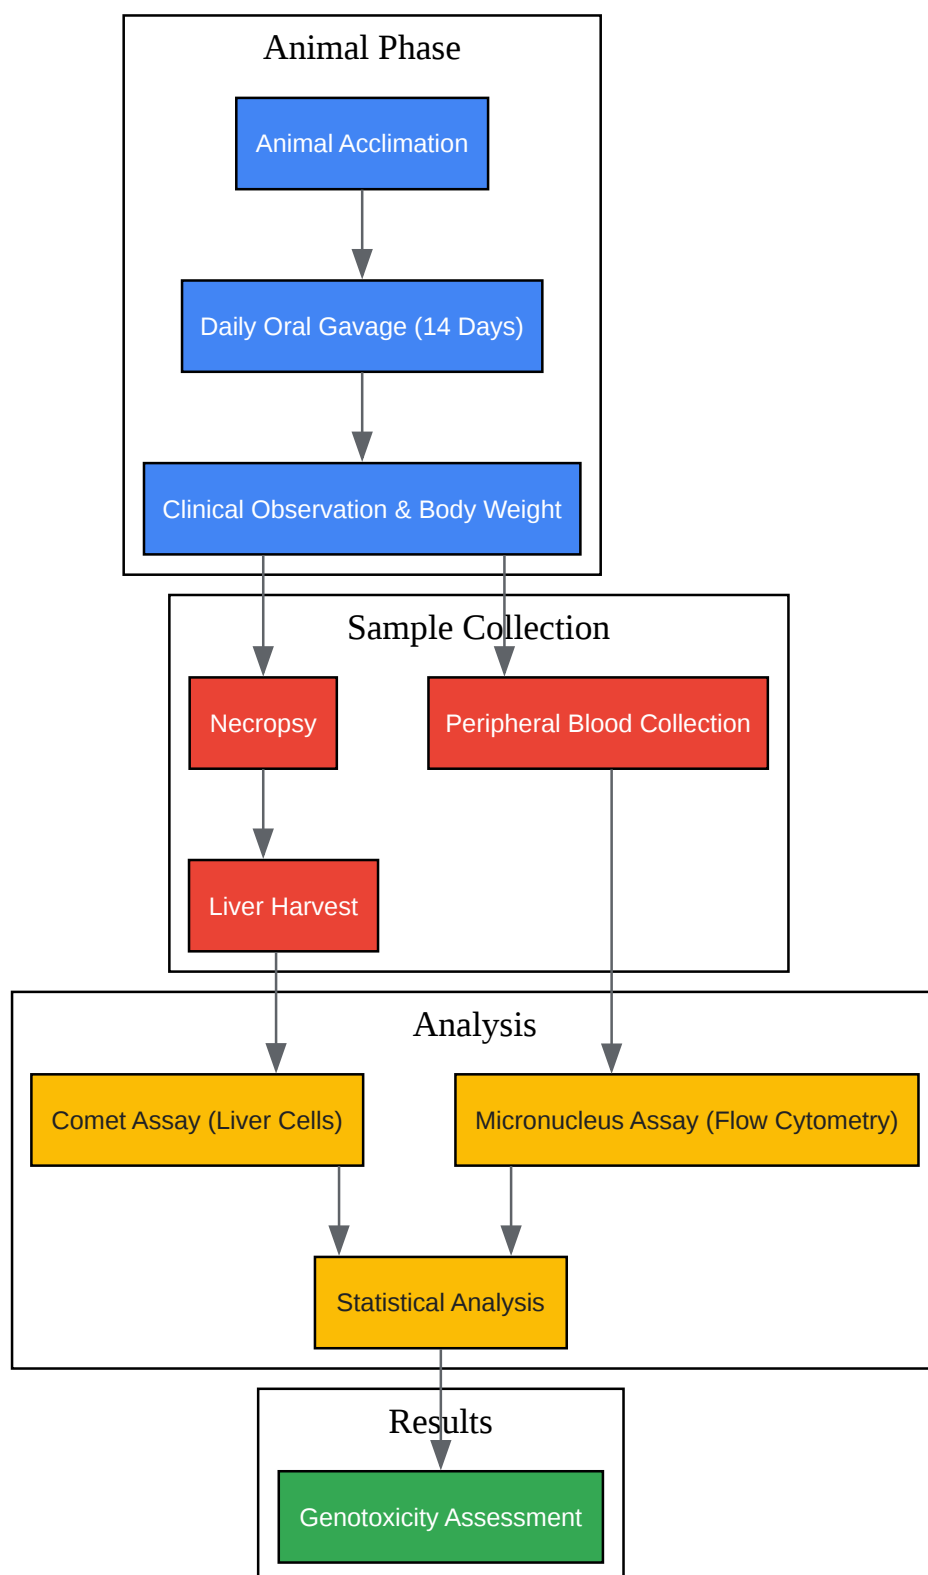 Animal Phase
Animal Acclimation
Daily Oral Gavage (14 Days)
Clinical Observation & Body Weight
Sample Collection
Necropsy
Peripheral Blood Collection
Liver Harvest
Analysis
Comet Assay (Liver Cells)
Micronucleus Assay (Flow Cytometry)
Statistical Analysis
Results
Genotoxicity Assessment